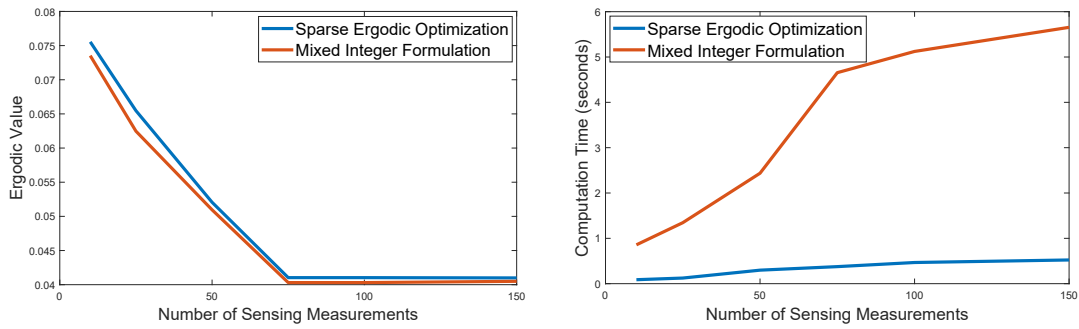 0.08
0.075
0.07
0.065
0.06
0.055
0.05
0.045
0.04
Ergodic Value
Sparse Ergodic Optimization
Mixed Integer Formulation
0 50 100 150
Number of Sensing Measurements
6
5
4
3
2
1
0
Computation Time (seconds)
Sparse Ergodic Optimization
Mixed Integer Formulation
0 50 100 150
Number of Sensing Measurements